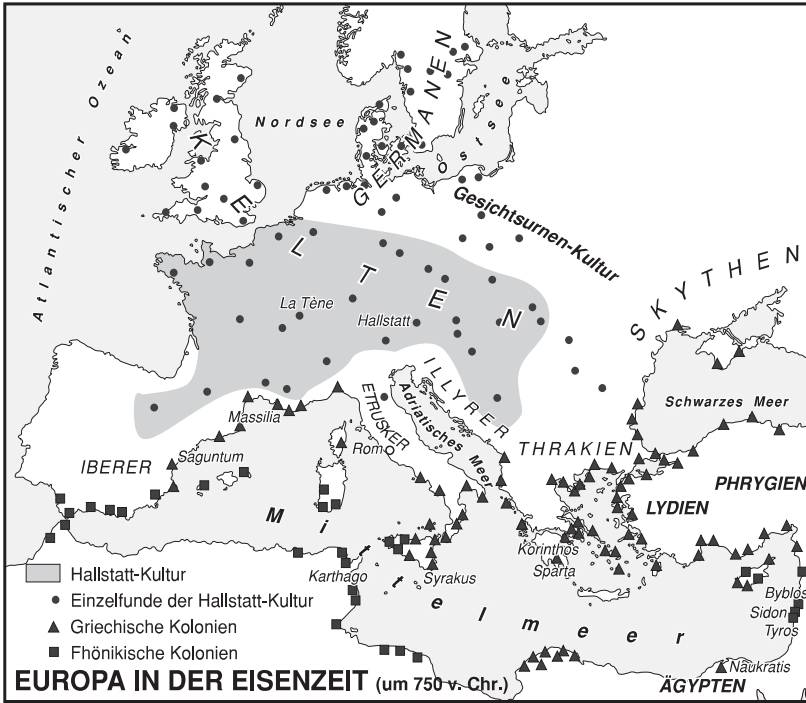 Atlantischer Ozean
Nordsee
Ostsee
GERMANEN
KELTEN
Gesichtsurnen-Kultur
SKYTHEN
La Tène
Hallstatt
ILLYRER
ETRUSKER
Adriatisches Meer
Schwarzes Meer
Massilia
Rom
THRAKIEN
Saguntum
IBERER
PHRYGIEN
LYDIEN
Mittelmeer
Korinthos
Sparta
Karthago
Syrakus
Byblos
Sidon
Tyros
Naukratis
ÄGYPTEN
Hallstatt-Kultur
Einzelfunde der Hallstatt-Kultur
Griechische Kolonien
Fhönikische Kolonien
EUROPA IN DER EISENZEIT (um 750 v. Chr.)